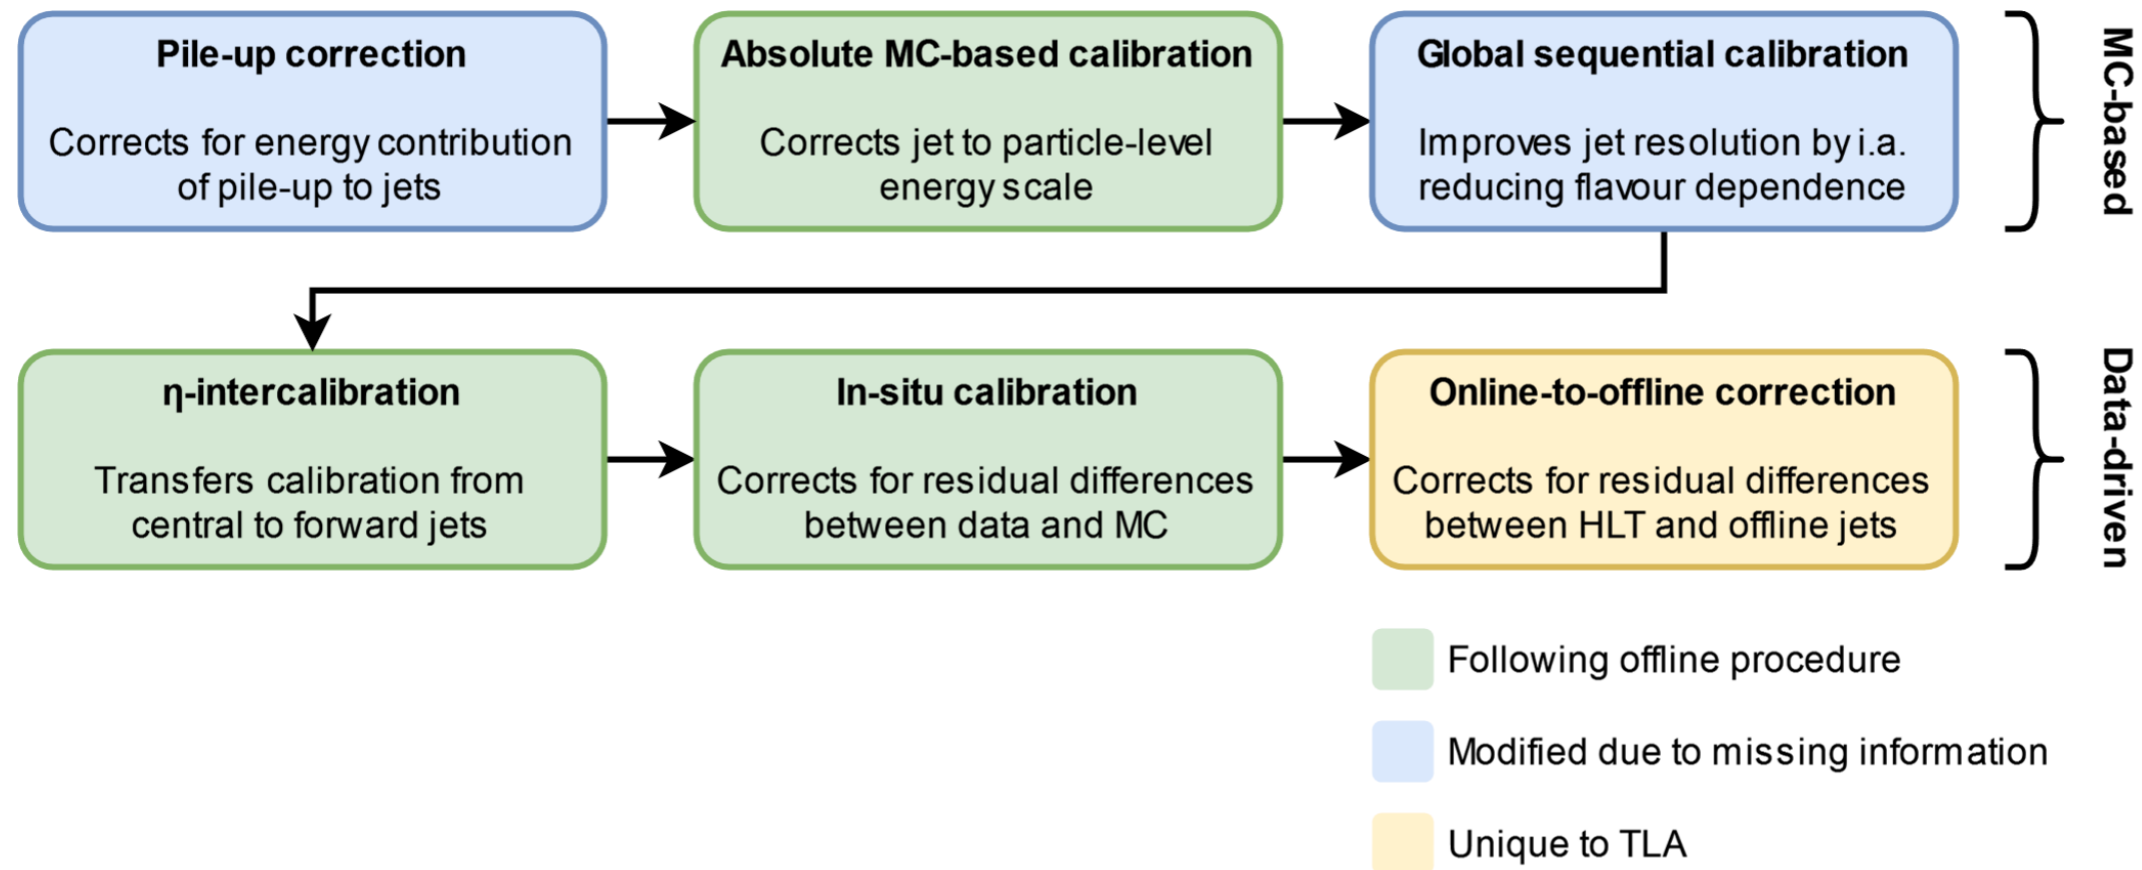 Pile-up correction
Corrects for energy contribution
of pile-up to jets
Absolute MC-based calibration
Corrects jet to particle-level
energy scale
Global sequential calibration
Improves jet resolution by i.a.
reducing flavour dependence
MC-based
η-intercalibration
Transfers calibration from
central to forward jets
In-situ calibration
Corrects for residual differences
between data and MC
Online-to-offline correction
Corrects for residual differences
between HLT and offline jets
Data-driven
Following offline procedure
Modified due to missing information
Unique to TLA